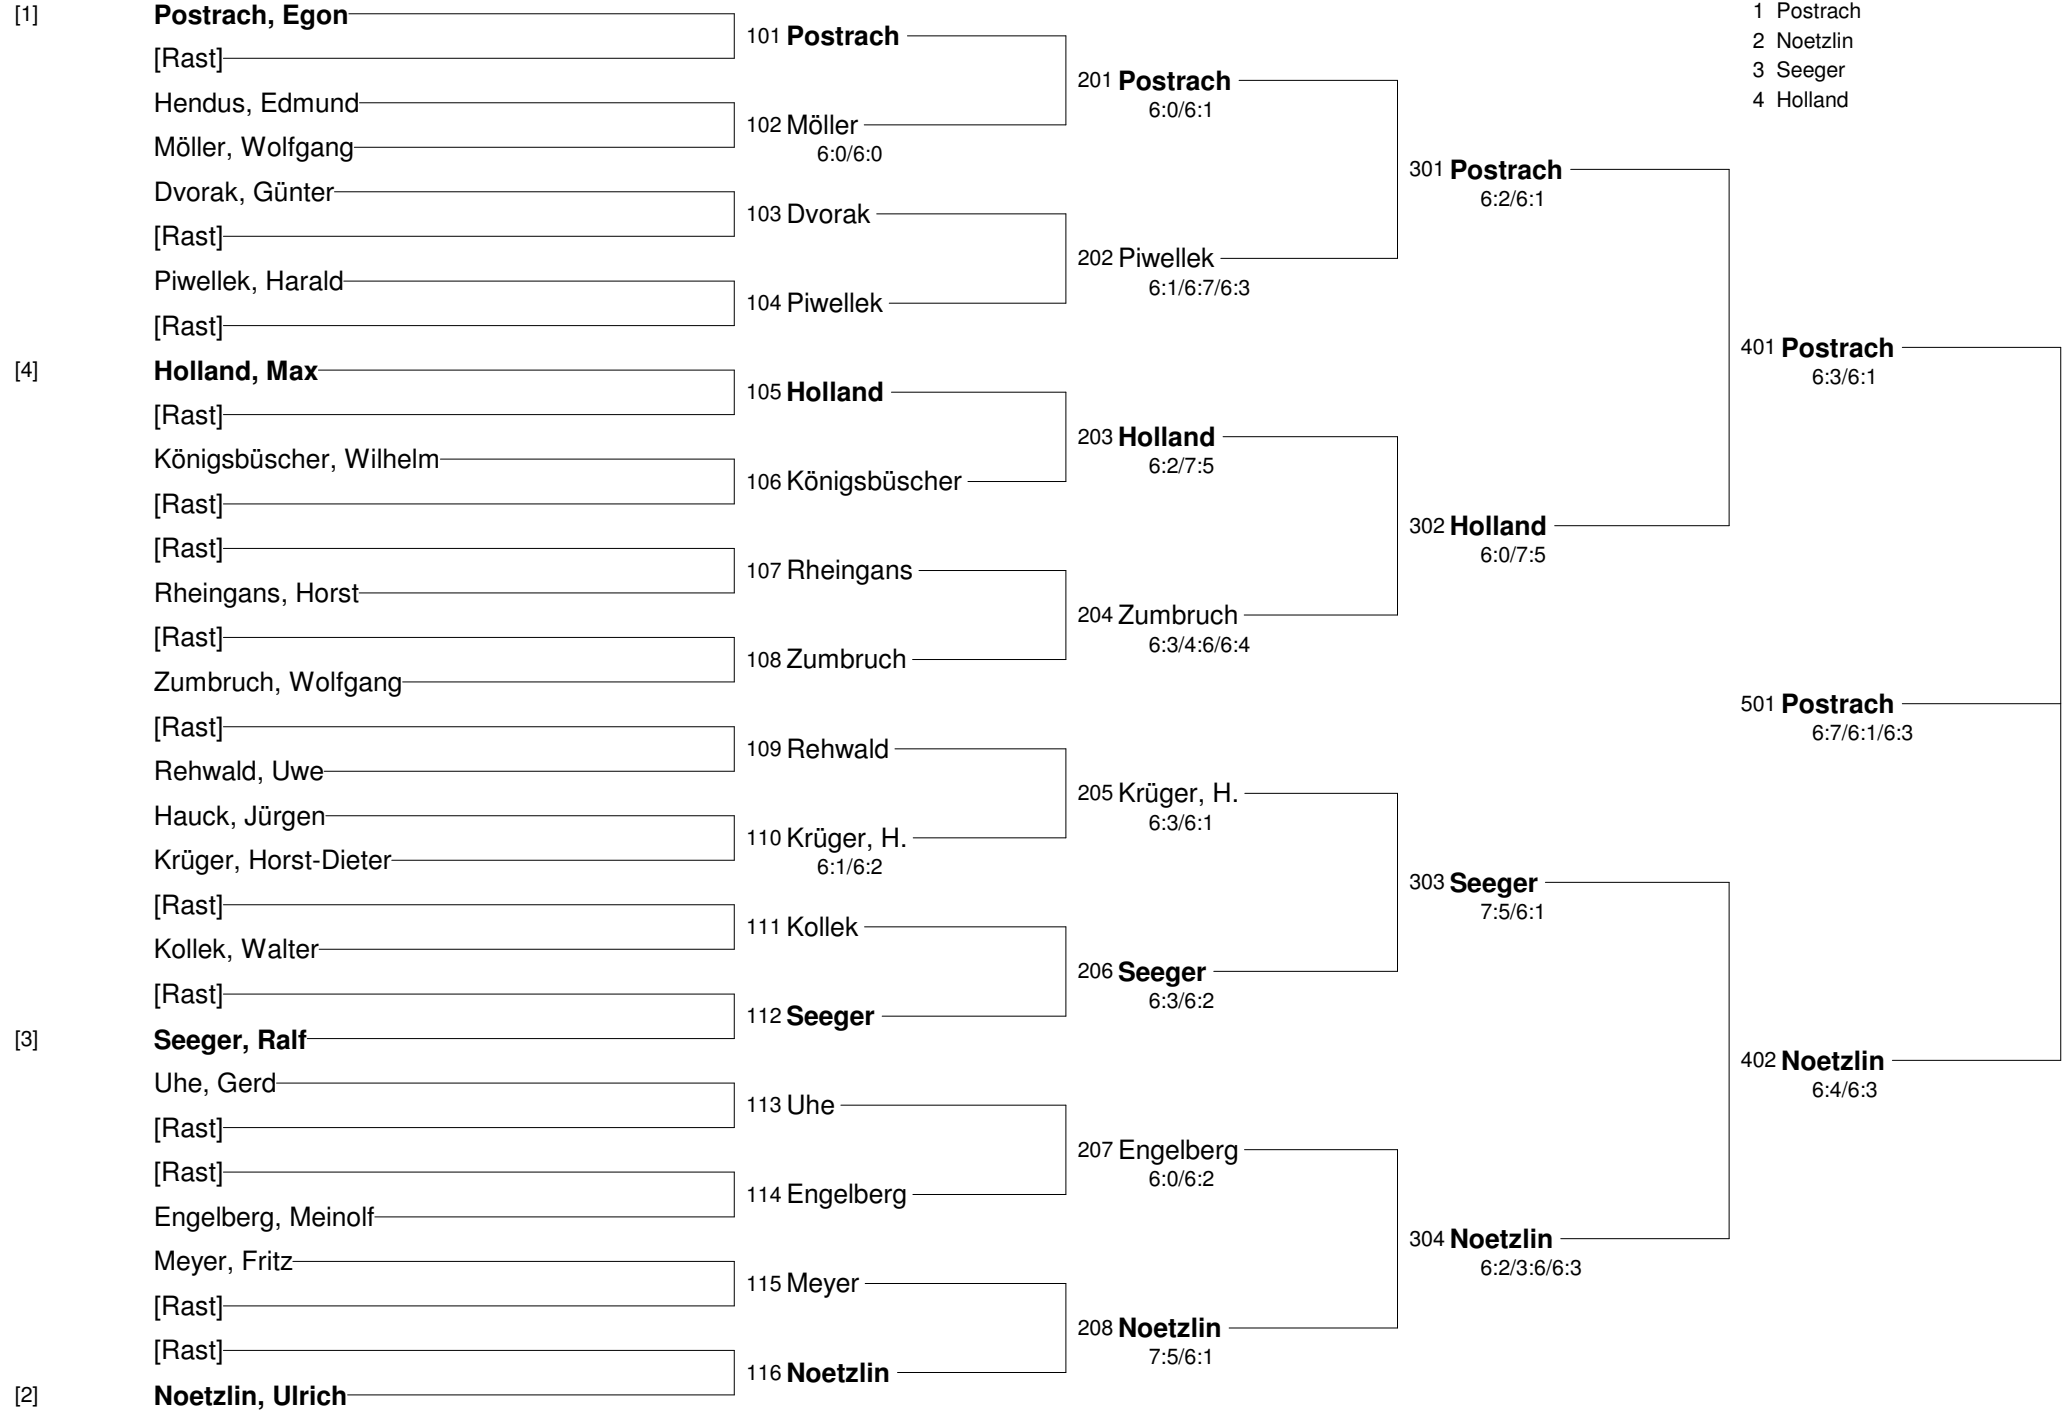 [1] Postrach, Egon
[Rast]
Hendus, Edmund
Möller, Wolfgang
Dvorak, Günter
[Rast]
Piwellek, Harald
[Rast]
[4] Holland, Max
[Rast]
Königsbüscher, Wilhelm
[Rast]
[Rast]
Rheingans, Horst
[Rast]
Zumbruch, Wolfgang
[Rast]
Rehwald, Uwe
Hauck, Jürgen
Krüger, Horst-Dieter
[Rast]
Kollek, Walter
[Rast]
[3] Seeger, Ralf
Uhe, Gerd
[Rast]
[Rast]
Engelberg, Meinolf
Meyer, Fritz
[Rast]
[Rast]
[2] Noetzlin, Ulrich
101 Postrach
102 Möller
6:0/6:0
103 Dvorak
104 Piwellek
105 Holland
106 Königsbüscher
107 Rheingans
108 Zumbruch
109 Rehwald
110 Krüger, H.
6:1/6:2
111 Kollek
112 Seeger
113 Uhe
114 Engelberg
115 Meyer
116 Noetzlin
201 Postrach
6:0/6:1
202 Piwellek
6:1/6:7/6:3
203 Holland
6:2/7:5
204 Zumbruch
6:3/4:6/6:4
205 Krüger, H.
6:3/6:1
206 Seeger
6:3/6:2
207 Engelberg
6:0/6:2
208 Noetzlin
7:5/6:1
301 Postrach
6:2/6:1
302 Holland
6:0/7:5
303 Seeger
7:5/6:1
304 Noetzlin
6:2/3:6/6:3
1 Postrach
2 Noetzlin
3 Seeger
4 Holland
401 Postrach
6:3/6:1
501 Postrach
6:7/6:1/6:3
402 Noetzlin
6:4/6:3